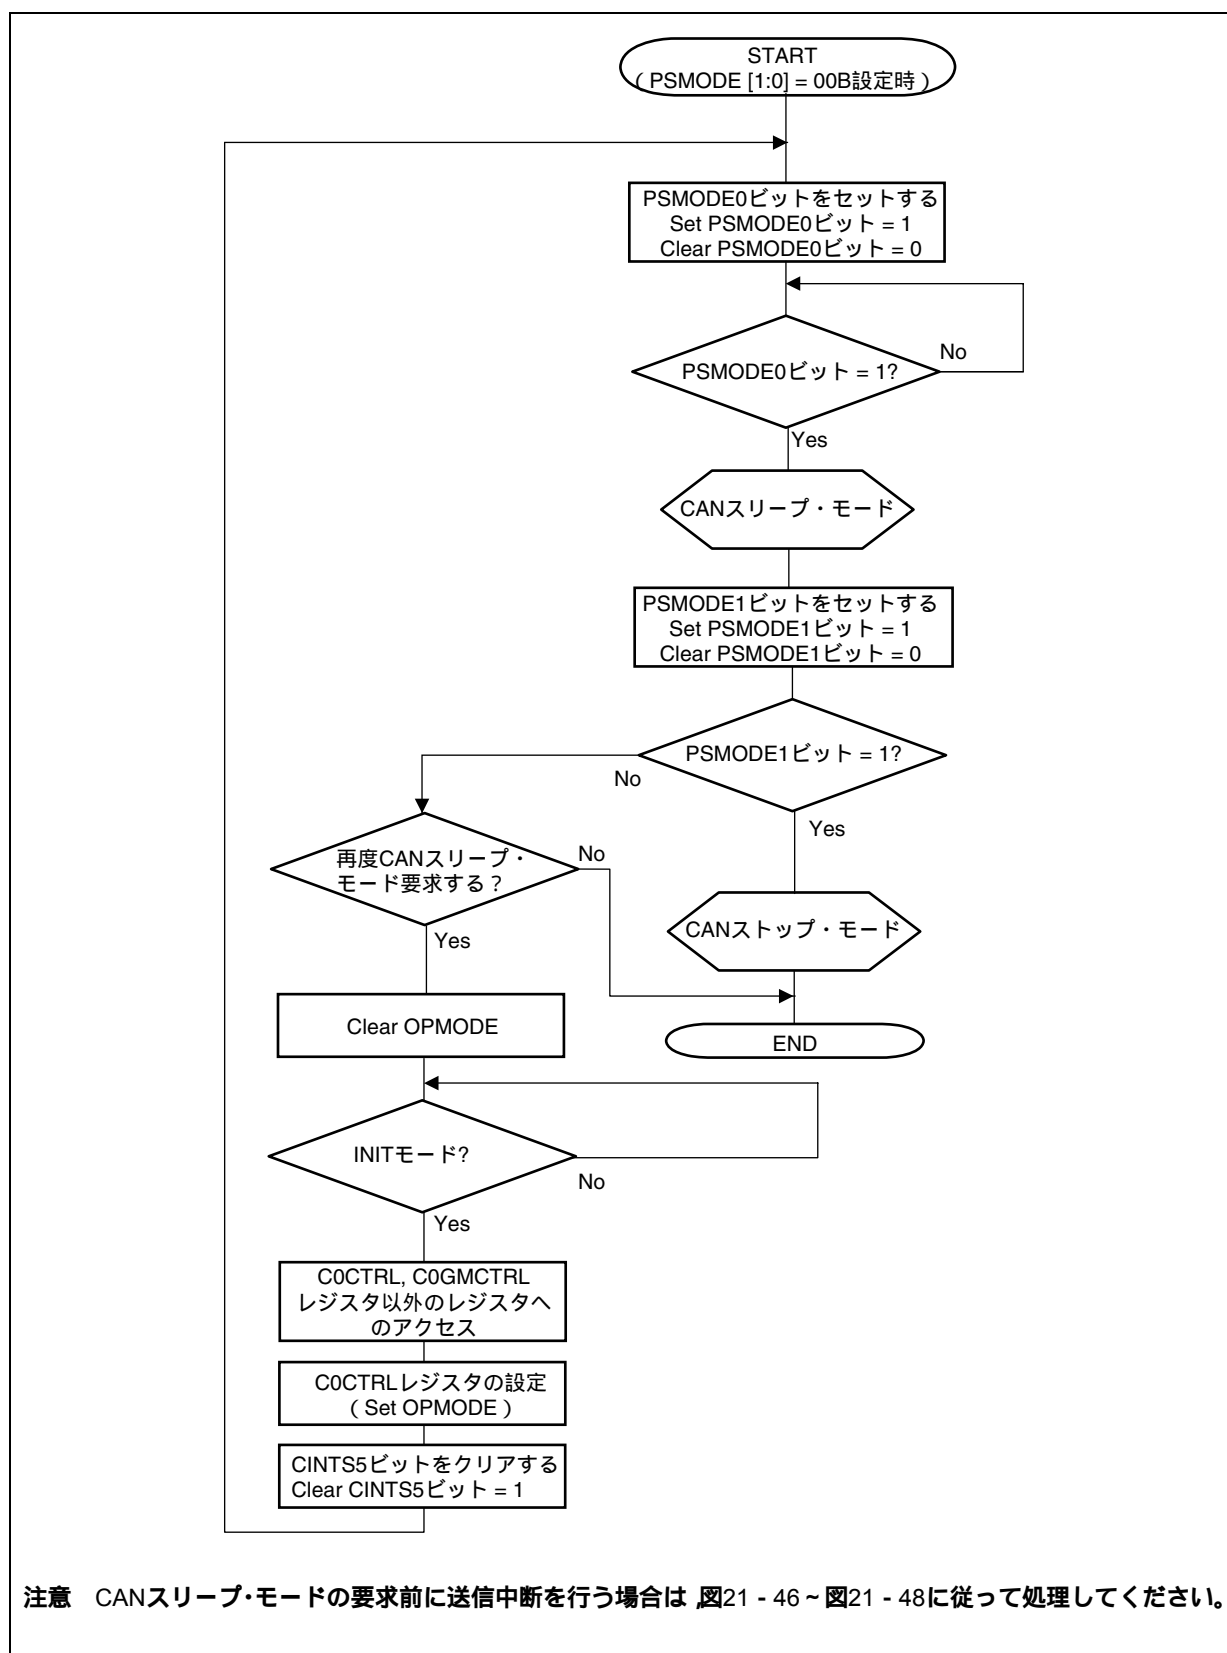 START
（PSMODE [1:0] = 00B設定時）
PSMODE0ビットをセットする
Set PSMODE0ビット = 1
Clear PSMODE0ビット = 0
PSMODE0ビット = 1?
No
Yes
CANスリープ・モード
PSMODE1ビットをセットする
Set PSMODE1ビット = 1
Clear PSMODE1ビット = 0
PSMODE1ビット = 1?
No
Yes
再度CANスリープ・
モード要求する？
No
Yes
CANストップ・モード
Clear OPMODE
END
INITモード?
No
Yes
C0CTRL, C0GMCTRL
レジスタ以外のレジスタへ
のアクセス
C0CTRLレジスタの設定
（Set OPMODE）
CINTS5ビットをクリアする
Clear CINTS5ビット = 1
注意　CANスリープ・モードの要求前に送信中断を行う場合は，図21 - 46～図21 - 48に従って処理してください。